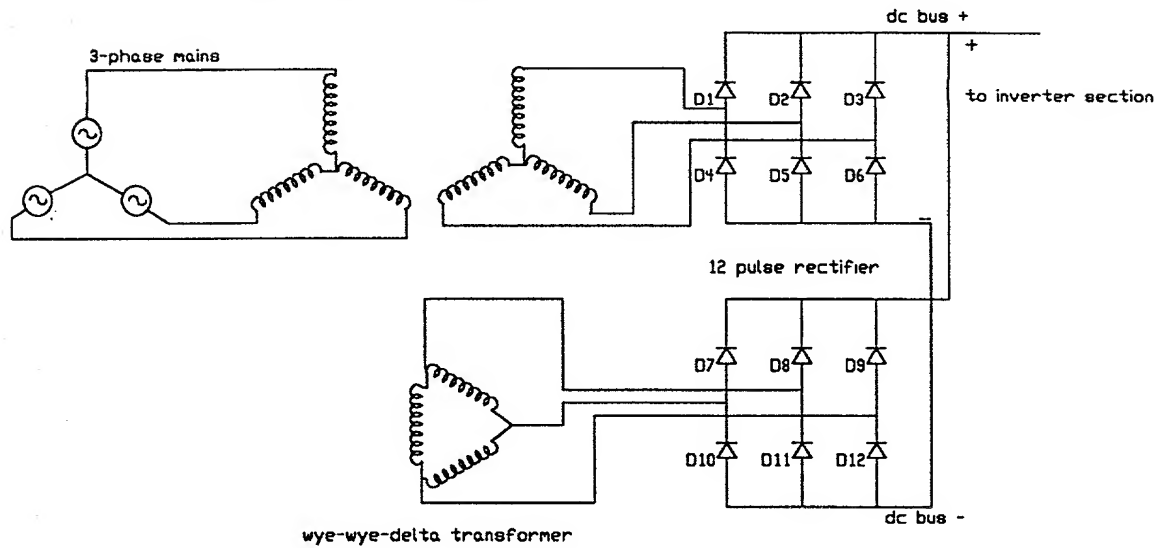 dc bus +
3-phase mains
+
D1 D2 D3
to inverter section
D4 D5 D6
-
12 pulse rectifier
D7 D8 D9
D10 D11 D12
dc bus -
wye-wye-delta transformer